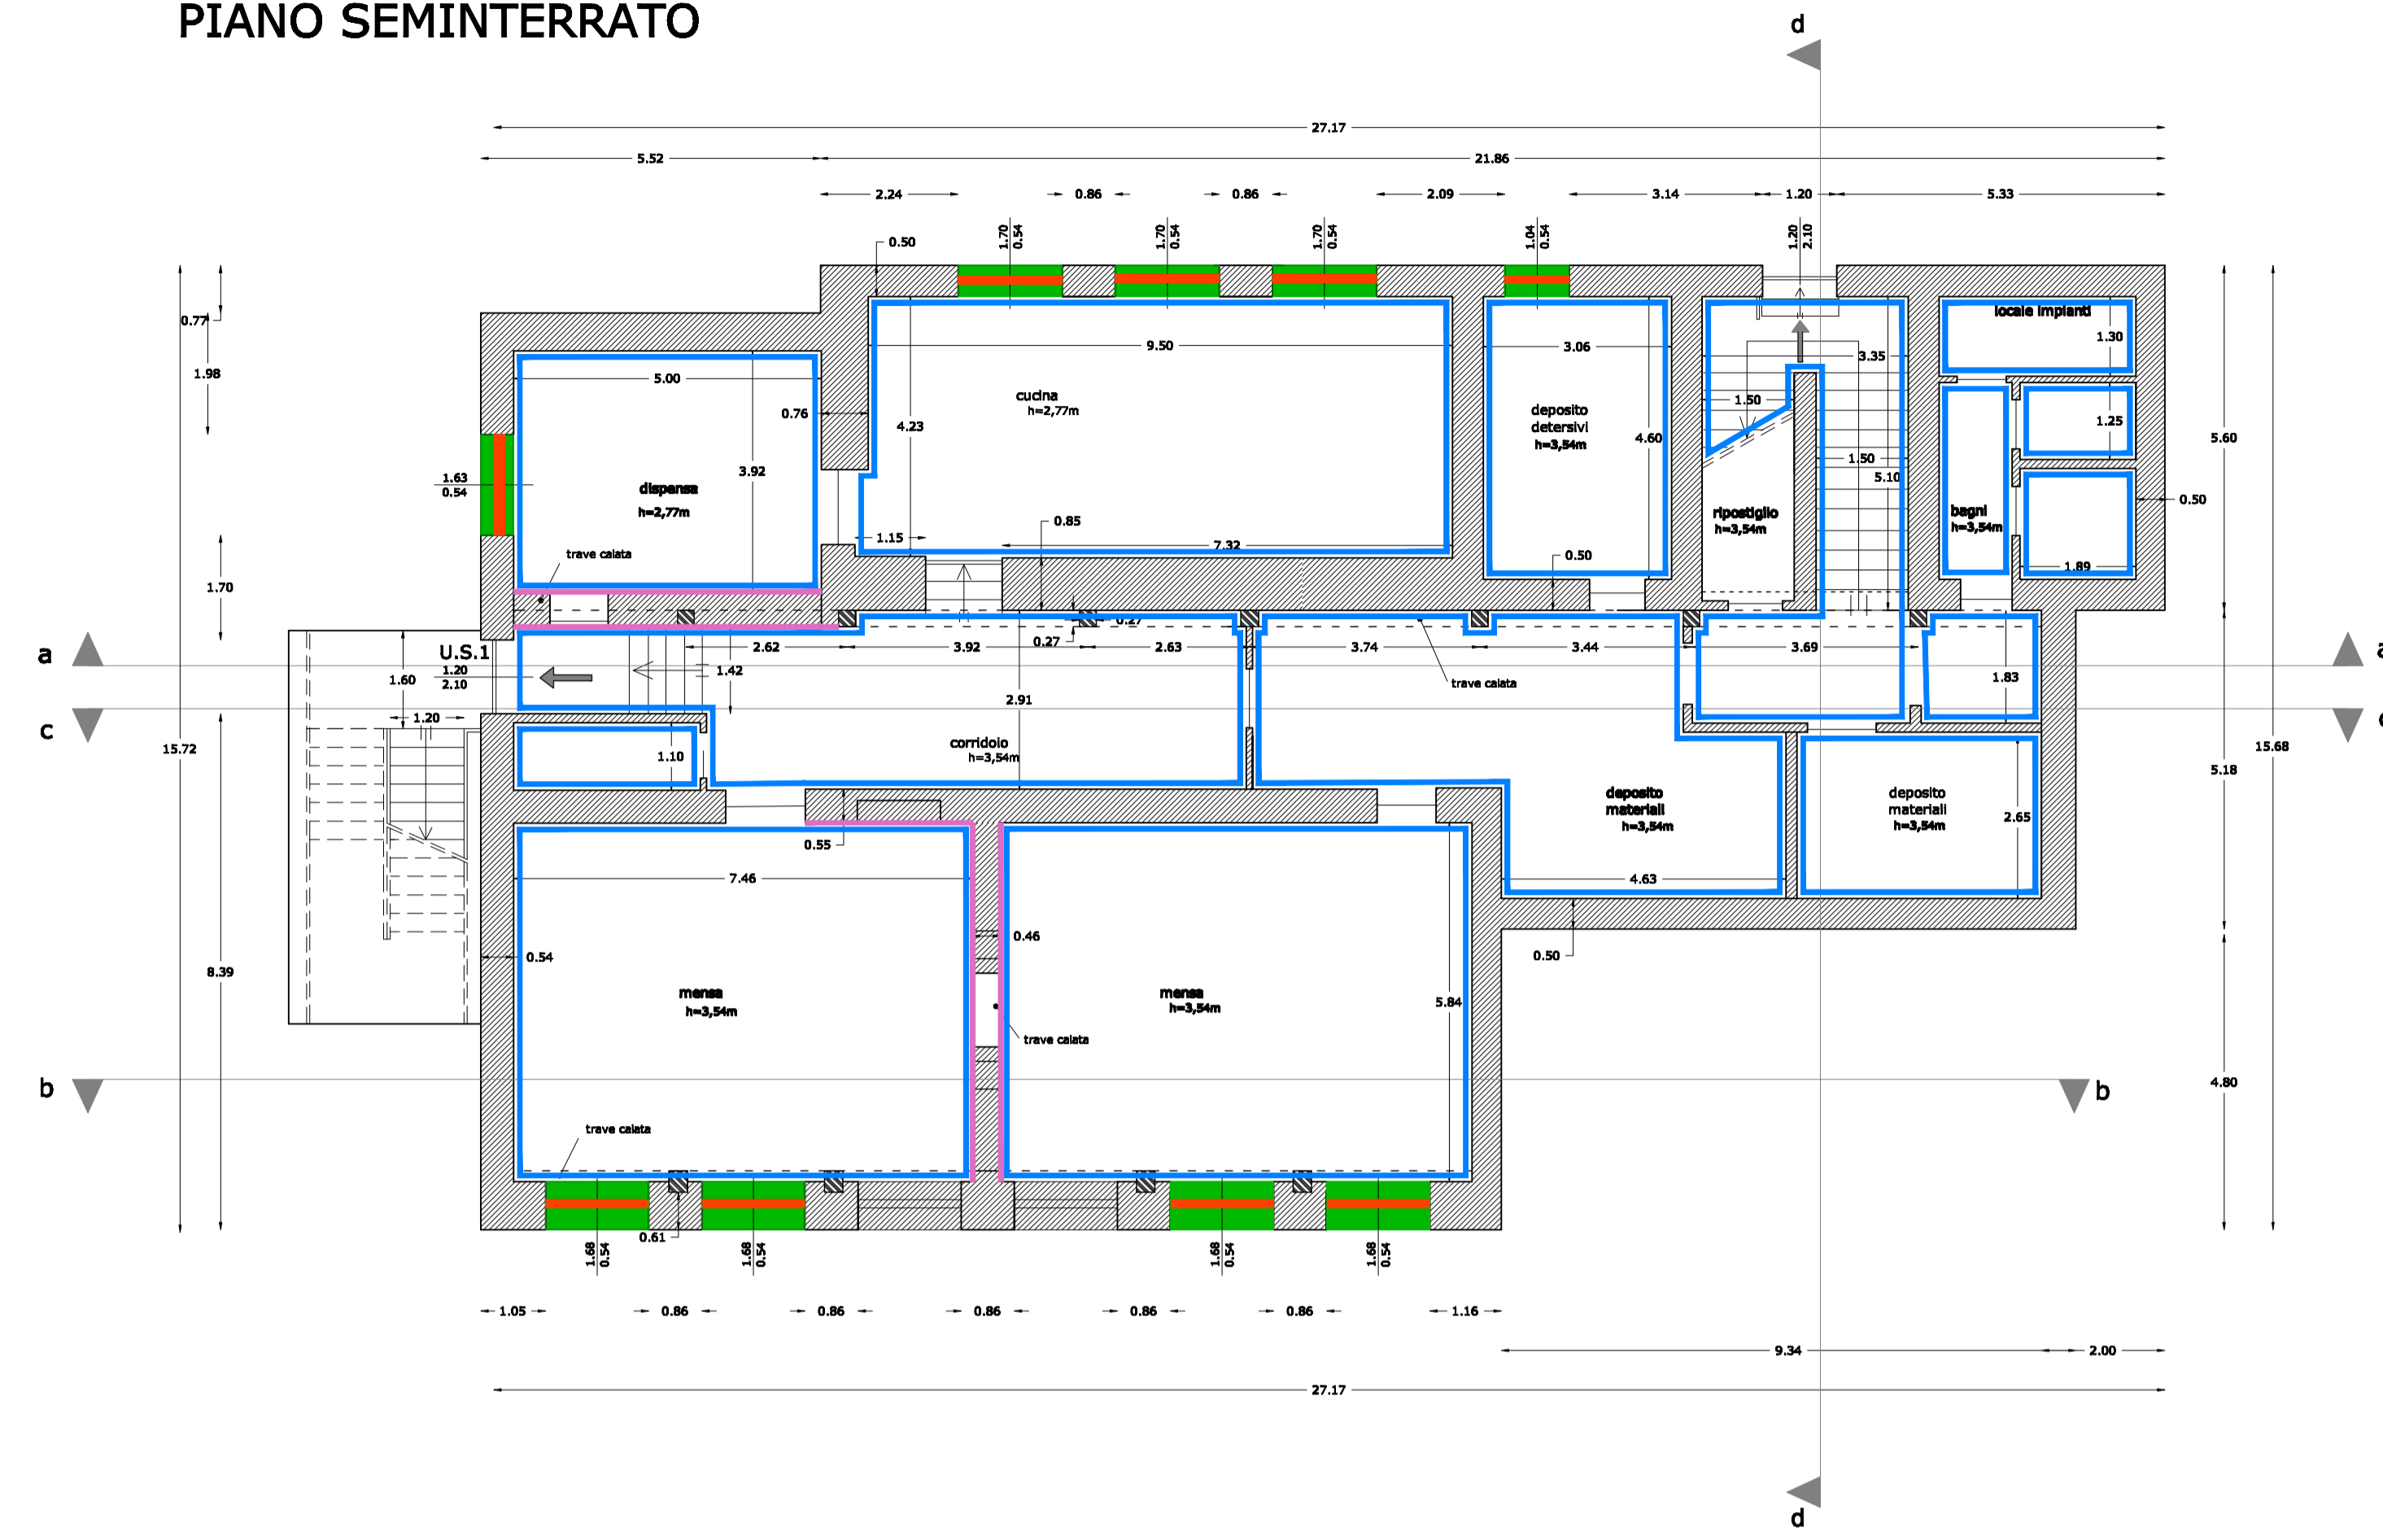 PIANO SEMINTERRATO
d
27.17
5.52
21.86
2.24
0.86
0.86
2.09
3.14
1.20
5.33
0.50
1.70
0.54
1.70
0.54
1.70
0.54
1.04
0.54
1.20
2.10
0.77
1.98
1.70
15.72
8.39
5.00
0.76
3.92
1.63
0.54
dispensa
h=2,77m
trave calata
9.50
4.23
cucina
h=2,77m
1.15
0.85
7.32
3.06
deposito
detersivi
h=3,54m
4.60
0.50
3.35
1.50
1.50
5.10
ripostiglio
h=3,54m
locale impianti
1.30
1.25
bagni
h=3,54m
1.89
0.50
5.60
a
U.S.1
1.20
2.10
1.60
1.20
c
2.62
3.92
0.27
0.27
2.63
3.74
3.44
3.69
1.42
2.91
trave calata
1.83
a
c
1.10
corridoio
h=3,54m
deposito
materiali
h=3,54m
deposito
materiali
h=3,54m
2.65
15.68
5.18
0.55
7.46
4.63
0.54
0.46
0.50
mensa
h=3,54m
mensa
h=3,54m
5.84
trave calata
b
b
4.80
trave calata
0.61
1.68
0.54
1.68
0.54
1.68
0.54
1.68
0.54
1.05
0.86
0.86
0.86
0.86
0.86
1.16
9.34
2.00
27.17
d